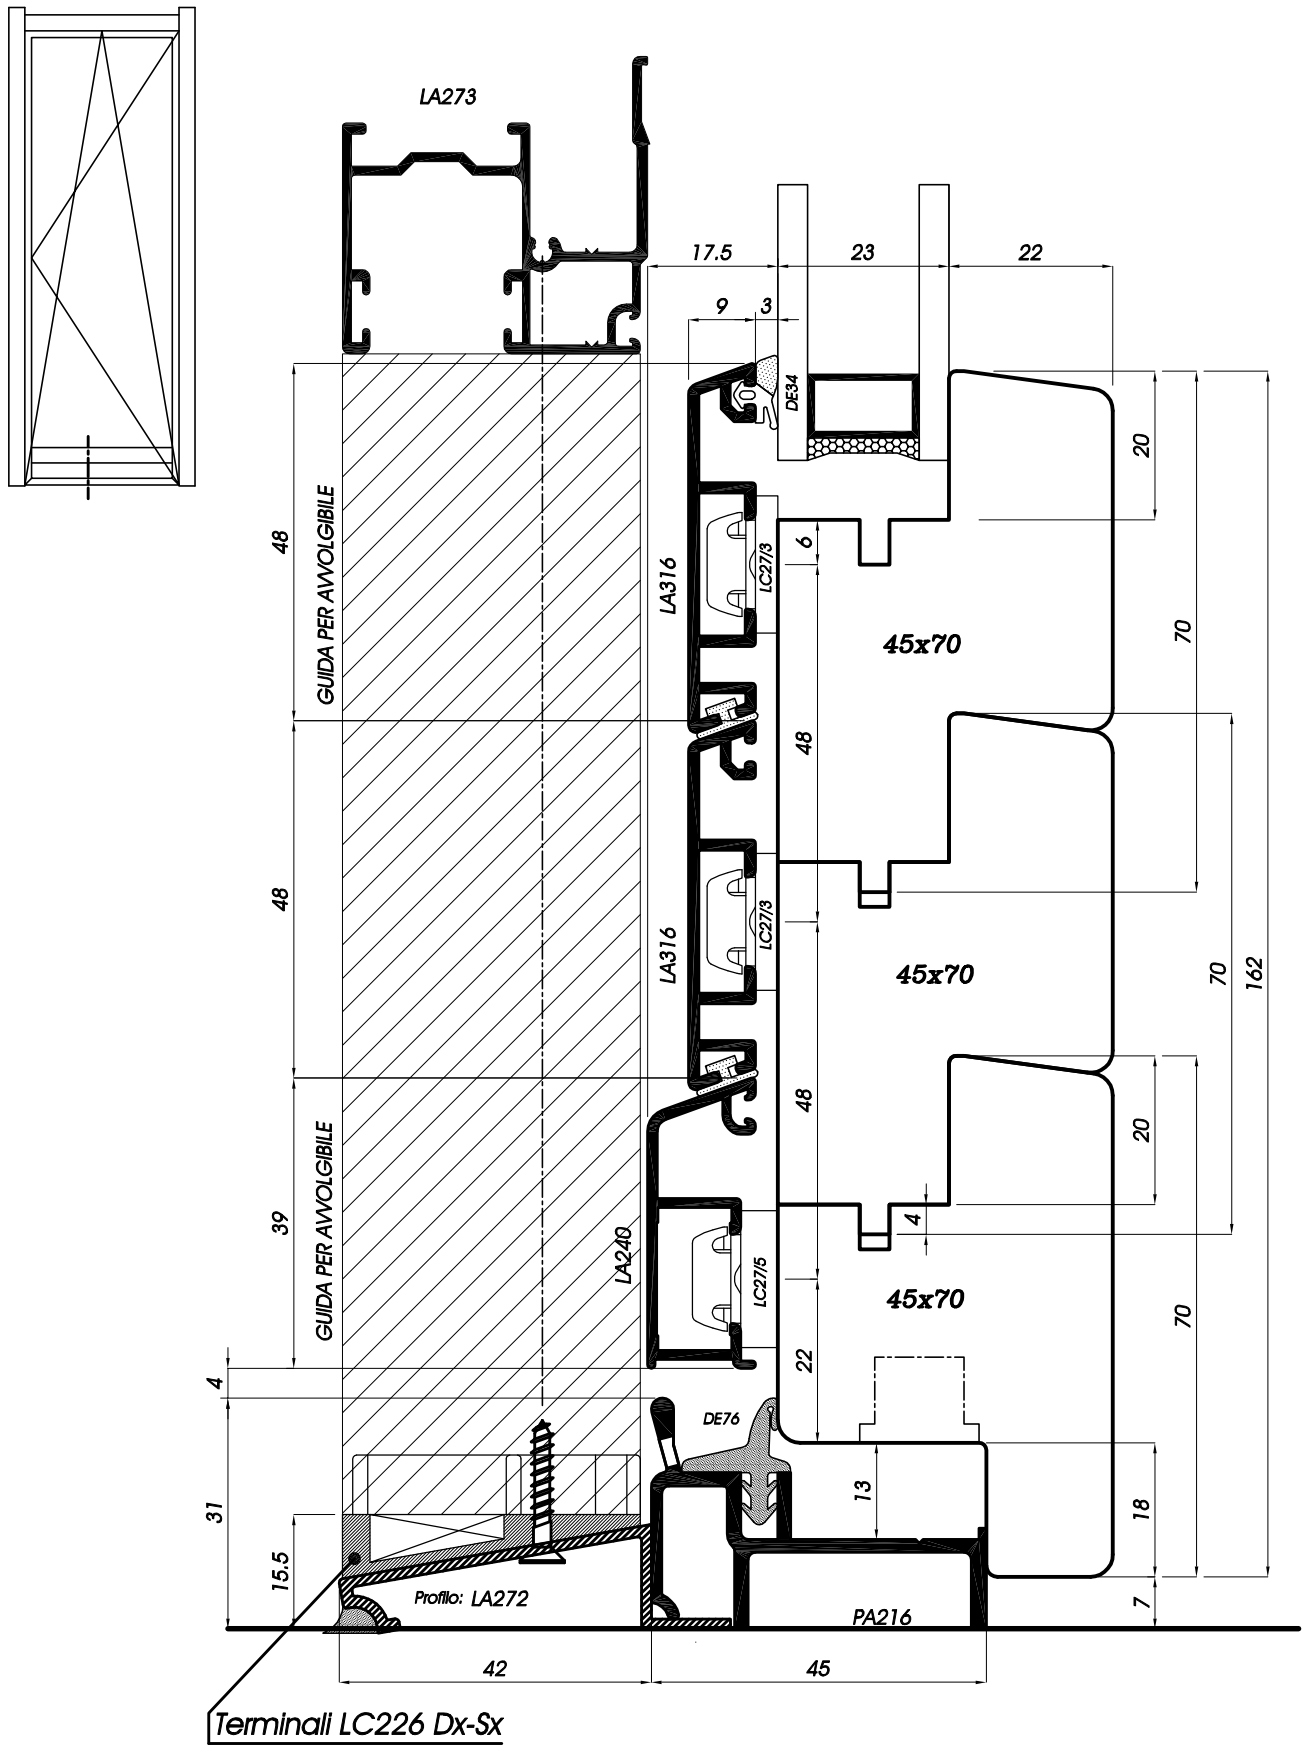 LA273
17.5
23
22
9
3
DE34
20
48
GUIDA PER AVVOLGIBILE
LA316
LC27/3
6
45x70
70
48
48
LA316
LC27/3
45x70
70
162
48
20
GUIDA PER AVVOLGIBILE
39
LA240
LC27/5
4
45x70
70
22
4
DE76
31
13
18
15.5
Profilo: LA272
PA216
7
42
45
Terminali LC226 Dx-Sx